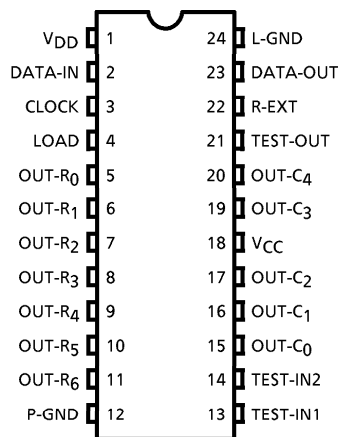 VDD 1 24 L-GND
DATA-IN 2 23 DATA-OUT
CLOCK 3 22 R-EXT
LOAD 4 21 TEST-OUT
OUT-R0 5 20 OUT-C4
OUT-R1 6 19 OUT-C3
OUT-R2 7 18 VCC
OUT-R3 8 17 OUT-C2
OUT-R4 9 16 OUT-C1
OUT-R5 10 15 OUT-C0
OUT-R6 11 14 TEST-IN2
P-GND 12 13 TEST-IN1